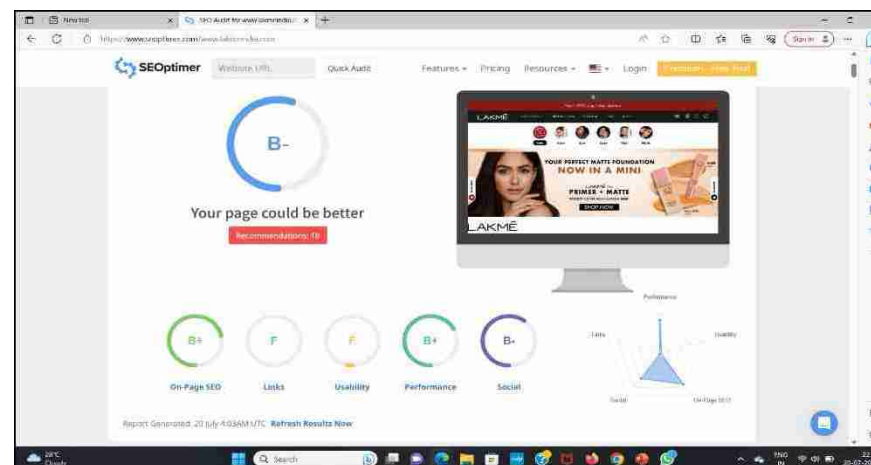 New tab
SEO Audit for www.lakmeindia.
SEOptimer
Website URL
Quick Audit
Features
Pricing
Resources
Login
B-
Your page could be better
Recommendations:
LAKMĒ
YOUR PERFECT MATTE FOUNDATION
NOW IN A MINI
PRIMER + MATTE
SHOP NOW
LAKMĒ
B+
F
F
B+
B-
On-Page SEO
Links
Usability
Performance
Social
Performance
Links
Usability
Social
On-Page SEO
Report Generated: 20 July 4:03AM UTC Refresh Results Now
28°C
Cloudy
Search
ENG
IN